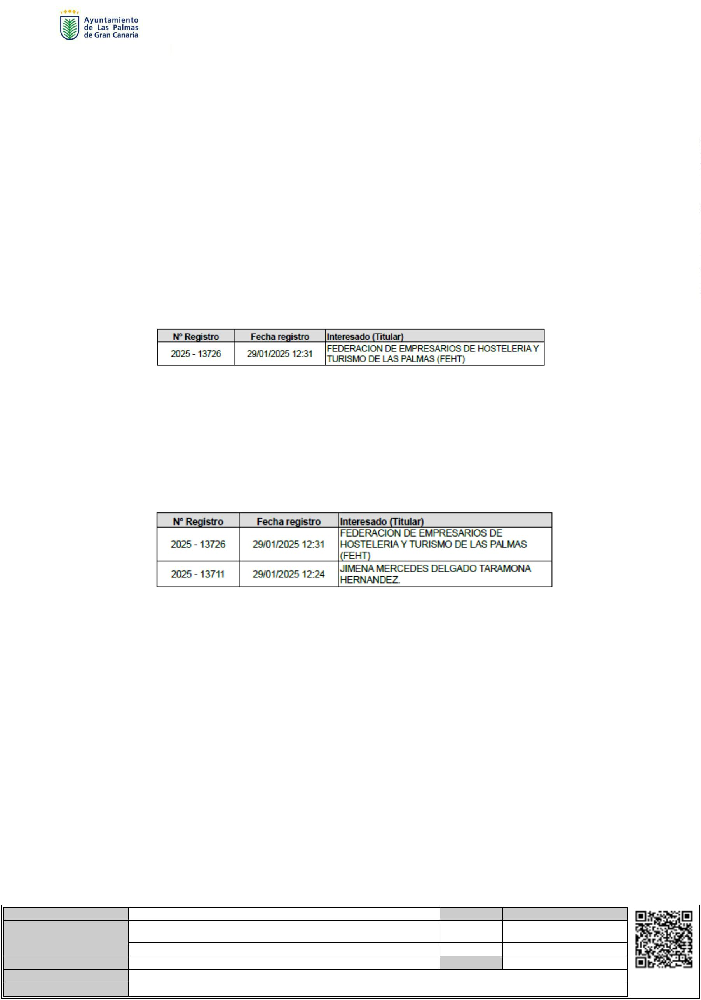 Ayuntamiento
de Las Palmas
de Gran Canaria
Nº Registro Fecha registro Interesado (Titular)
2025 - 13726 29/01/2025 12:31 FEDERACION DE EMPRESARIOS DE HOSTELERIA Y
TURISMO DE LAS PALMAS (FEHT)
Nº Registro Fecha registro Interesado (Titular)
2025 - 13726 29/01/2025 12:31 FEDERACION DE EMPRESARIOS DE
HOSTELERIA Y TURISMO DE LAS PALMAS
(FEHT)
2025 - 13711 29/01/2025 12:24 JIMENA MERCEDES DELGADO TARAMONA
HERNANDEZ.